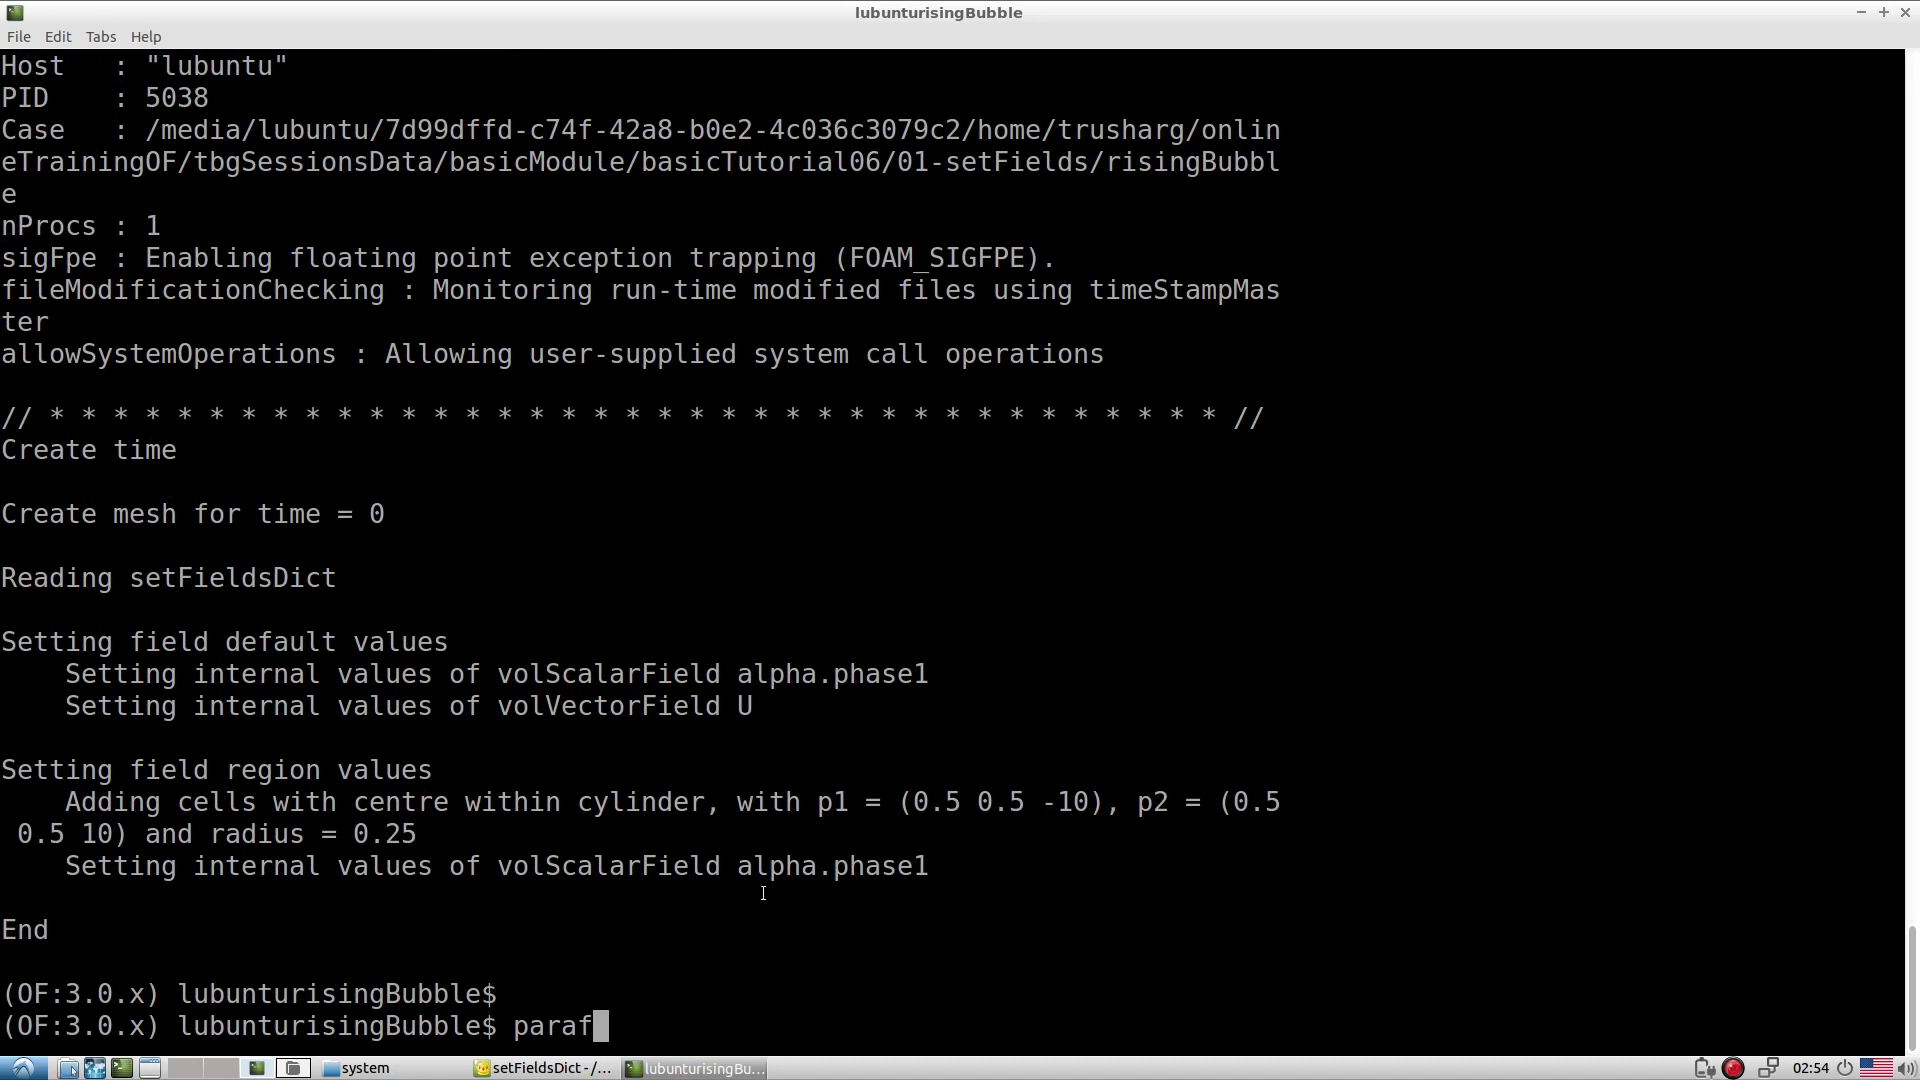 lubunturisingBubble
File Edit Tabs Help
Host   : "lubuntu"
PID    : 5038
Case   : /media/lubuntu/7d99dffd-c74f-42a8-b0e2-4c036c3079c2/home/trusharg/onlin
eTrainingOF/tbgSessionsData/basicModule/basicTutorial06/01-setFields/risingBubbl
e
nProcs : 1
sigFpe : Enabling floating point exception trapping (FOAM_SIGFPE).
fileModificationChecking : Monitoring run-time modified files using timeStampMas
ter
allowSystemOperations : Allowing user-supplied system call operations
// * * * * * * * * * * * * * * * * * * * * * * * * * * * * * * * * * * * * * //
Create time
Create mesh for time = 0
Reading setFieldsDict
Setting field default values
    Setting internal values of volScalarField alpha.phase1
    Setting internal values of volVectorField U
Setting field region values
    Adding cells with centre within cylinder, with p1 = (0.5 0.5 -10), p2 = (0.5
 0.5 10) and radius = 0.25
    Setting internal values of volScalarField alpha.phase1
End
(OF:3.0.x) lubunturisingBubble$
(OF:3.0.x) lubunturisingBubble$ paraf
system setFieldsDict - /... lubunturisingBu... 02:54